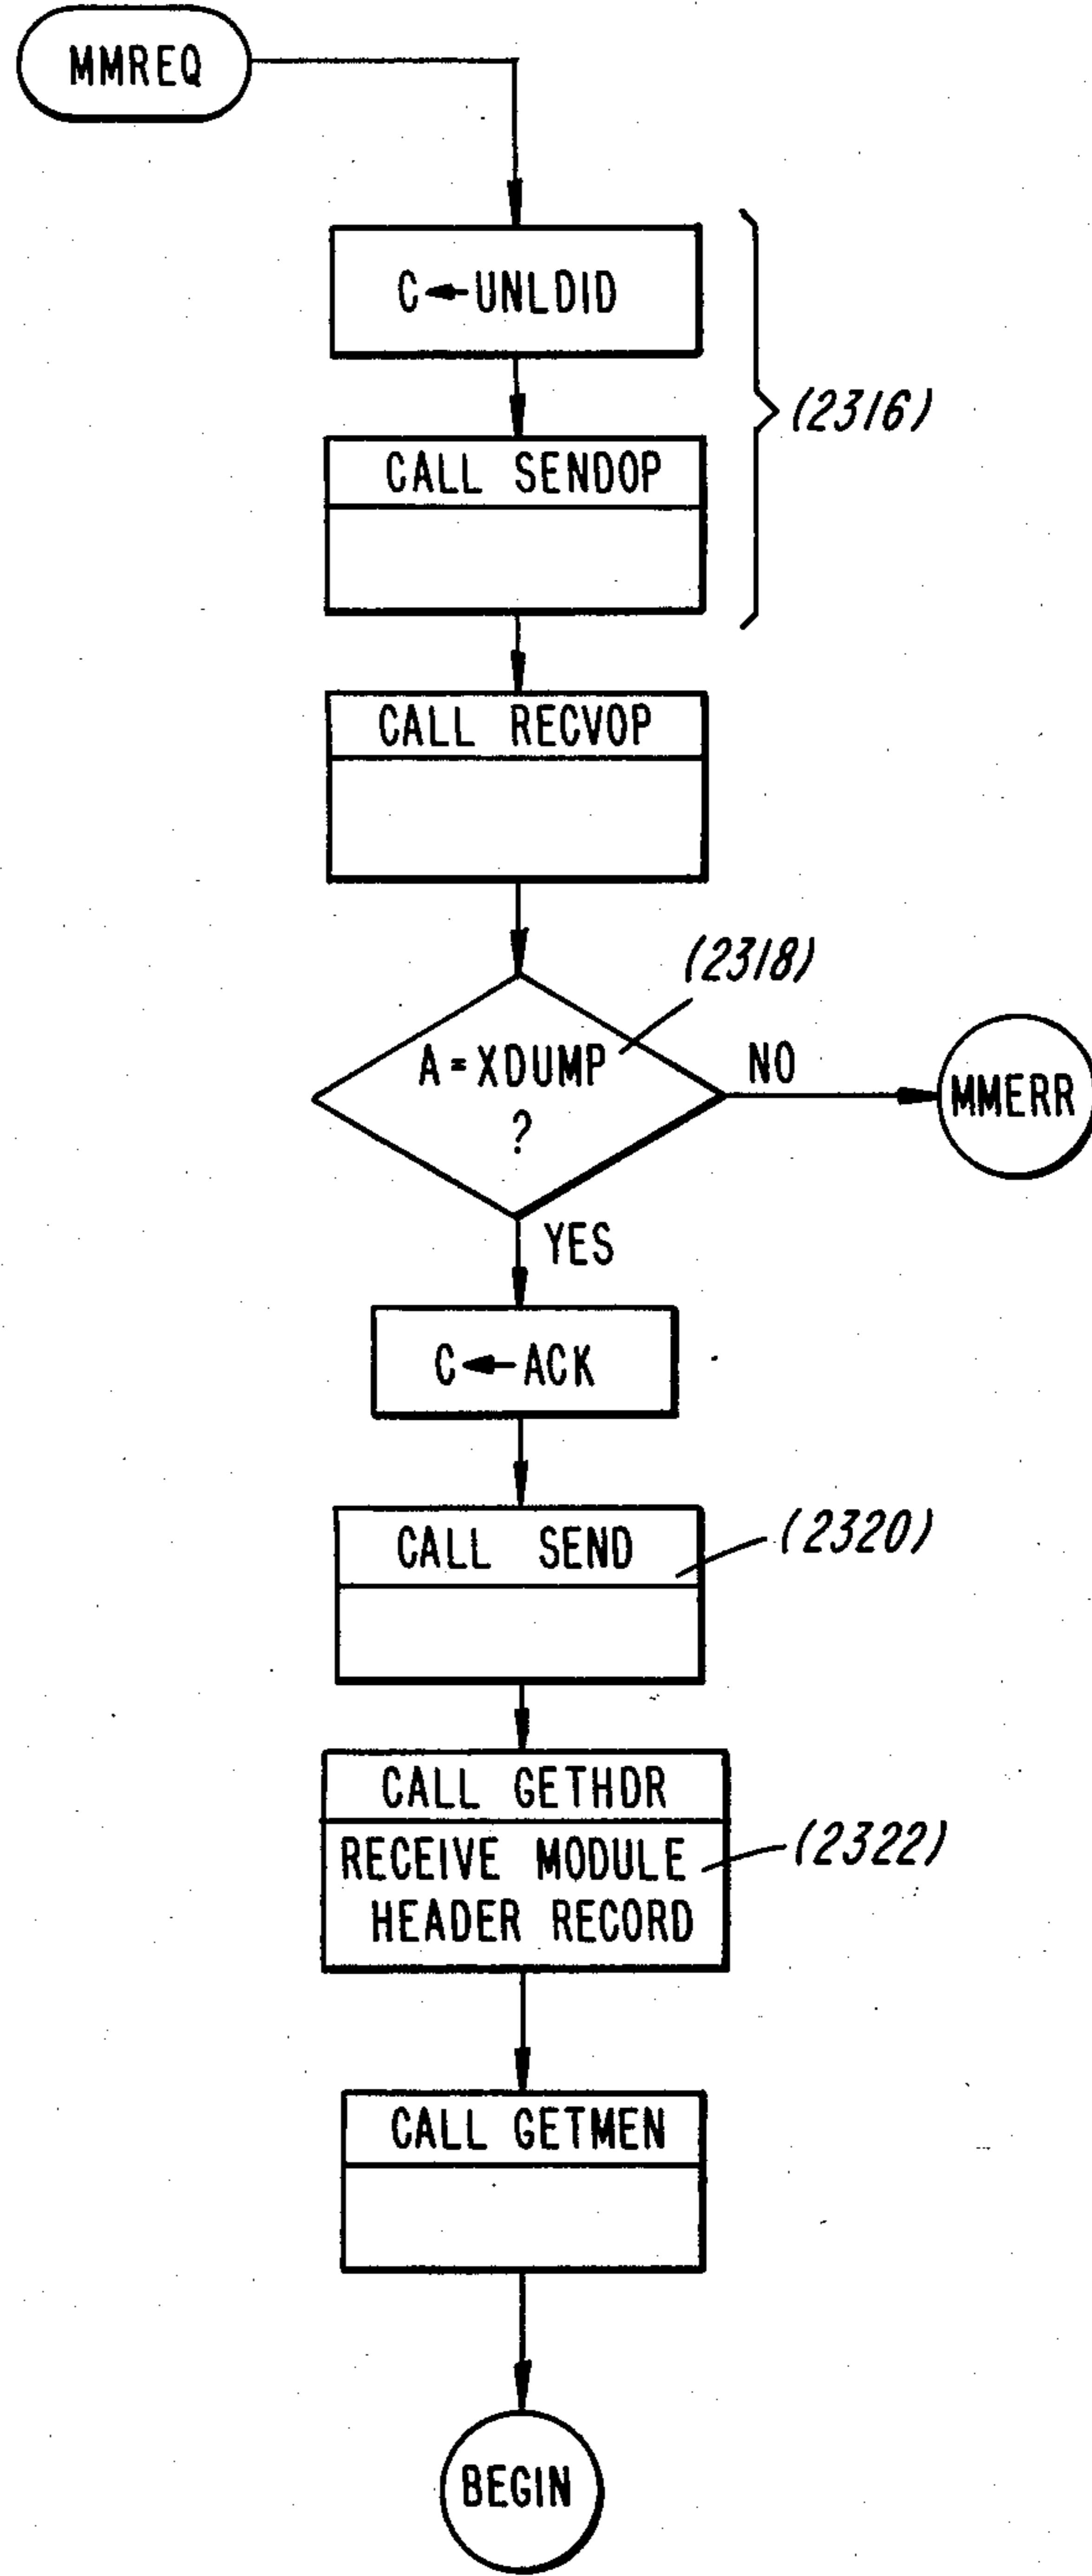 MMREQ
C←UNLDID
CALL SENDOP
(2316)
CALL RECVOP
(2318)
A = XDUMP
?
NO
MMERR
YES
C←ACK
CALL SEND
(2320)
CALL GETHDR
RECEIVE MODULE
HEADER RECORD
(2322)
CALL GETMEN
BEGIN